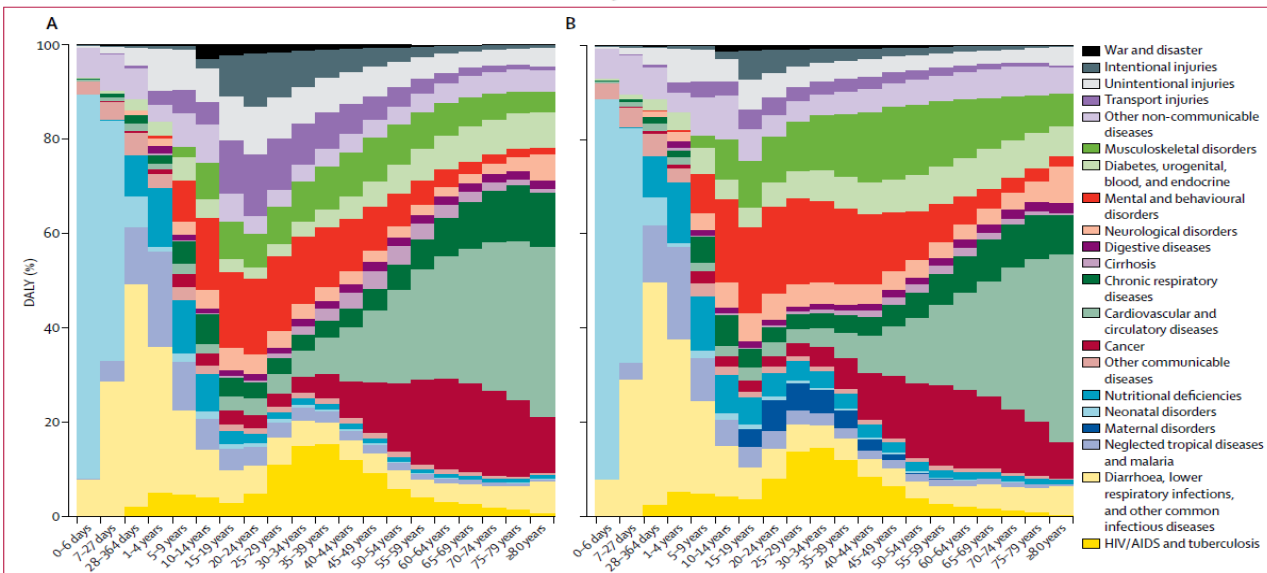 A
B
100
80
60
40
20
0
DALY (%)
0–6 days
7–27 days
28–364 days
1–4 years
5–9 years
10–14 years
15–19 years
20–24 years
25–29 years
30–34 years
35–39 years
40–44 years
45–49 years
50–54 years
55–59 years
60–64 years
65–69 years
70–74 years
75–79 years
≥80 years
0–6 days
7–27 days
28–364 days
1–4 years
5–9 years
10–14 years
15–19 years
20–24 years
25–29 years
30–34 years
35–39 years
40–44 years
45–49 years
50–54 years
55–59 years
60–64 years
65–69 years
70–74 years
75–79 years
≥80 years
War and disaster
Intentional injuries
Unintentional injuries
Transport injuries
Other non-communicable
diseases
Musculoskeletal disorders
Diabetes, urogenital,
blood, and endocrine
Mental and behavioural
disorders
Neurological disorders
Digestive diseases
Cirrhosis
Chronic respiratory
diseases
Cardiovascular and
circulatory diseases
Cancer
Other communicable
diseases
Nutritional deficiencies
Neonatal disorders
Maternal disorders
Neglected tropical diseases
and malaria
Diarrhoea, lower
respiratory infections,
and other common
infectious diseases
HIV/AIDS and tuberculosis